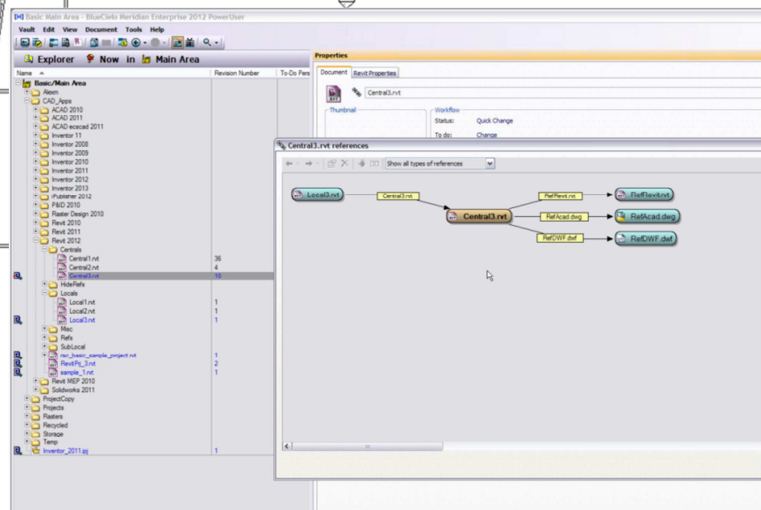 Basic Main Area - BlueCielo Meridian Enterprise 2012 PowerUser
Vault Edit View Document Tools Help
Explorer Now in Main Area
Properties
Name Revision Number To-Do Pers
Document Revit Properties
Basic/Main Area
Central3.rvt
Thumbnail
Workflow
Status: Quick Change
To do: Change
Central3.rvt references
Show all types of references
Local3.rvt Central3.rvt Central3.rvt RefRevit.rvt RefRevit.rvt
RefAcad.dwg RefAcad.dwg
RefDWF.dwf RefDWF.dwf
Aleem
CAD_Apps
ACAD 2010
ACAD 2011
ACAD ececad 2011
Inventor 11
Inventor 2008
Inventor 2009
Inventor 2010
Inventor 2011
Inventor 2012
Inventor 2013
iPublisher 2012
P&ID 2010
Raster Design 2010
Revit 2010
Revit 2011
Revit 2012
Centrals
Central1.rvt 36
Central2.rvt 4
Central3.rvt 10
HideRefs
Locals
Local1.rvt 1
Local2.rvt 1
Local3.rvt 1
Misc
Refs
SubLocal
rac_basic_sample_project.rvt 1
RevitPrj_3.rvt 2
sample_1.rvt 1
Revit MEP 2010
Solidworks 2011
ProjectCopy
Projects
Rasters
Recycled
Storage
Temp
Inventor_2011.ipj 1